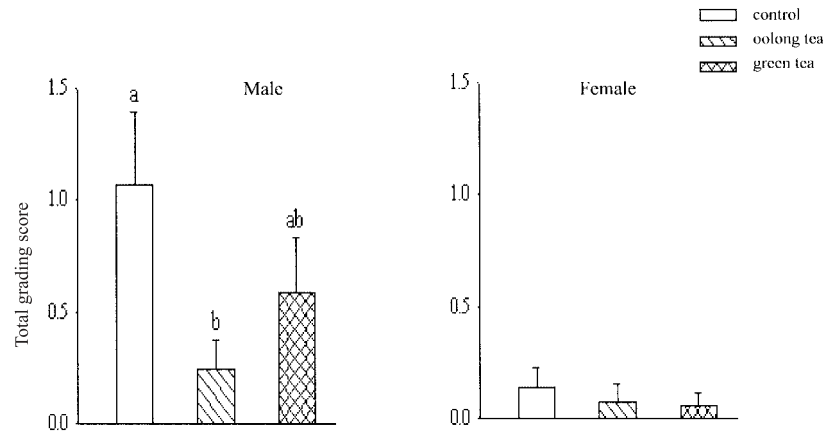 control
oolong tea
green tea
Male
Female
Total grading score
1.5
1.0
0.5
0.0
a
b
ab
1.5
1.0
0.5
0.0